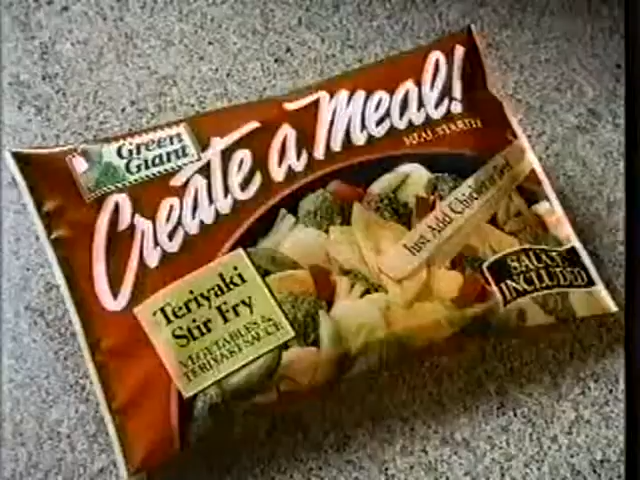 Green
Giant
Create a Meal!
MEAL STARTER
Just Add Chicken
Teriyaki
Stir Fry
VEGETABLES &
TERIYAKI SAUCE
SAUCE
INCLUDED